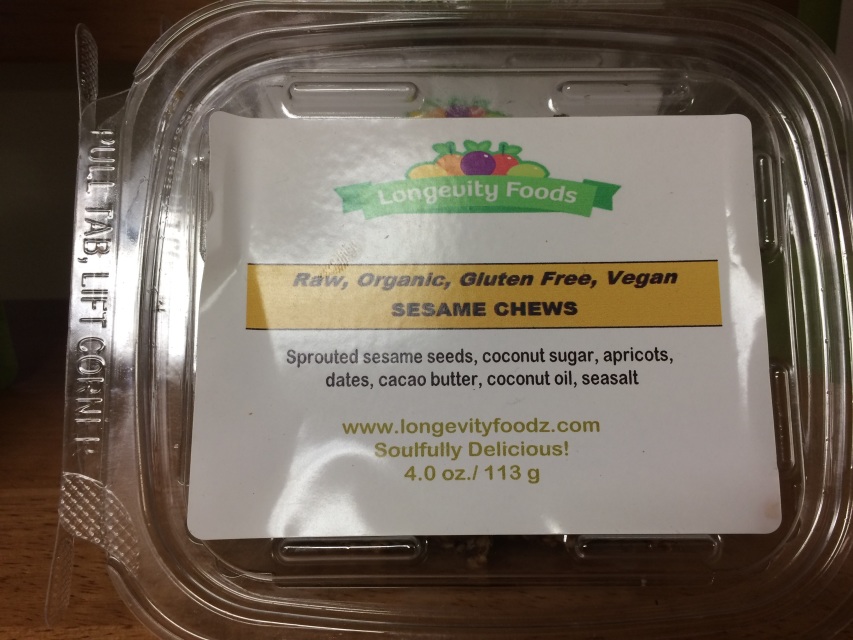 PULL TAB, LIFT
Longevity Foods
Raw, Organic, Gluten Free, Vegan
SESAME CHEWS
Sprouted sesame seeds, coconut sugar, apricots,
dates, cacao butter, coconut oil, seasalt
www.longevityfoodz.com
Soulfully Delicious!
4.0 oz./ 113 g